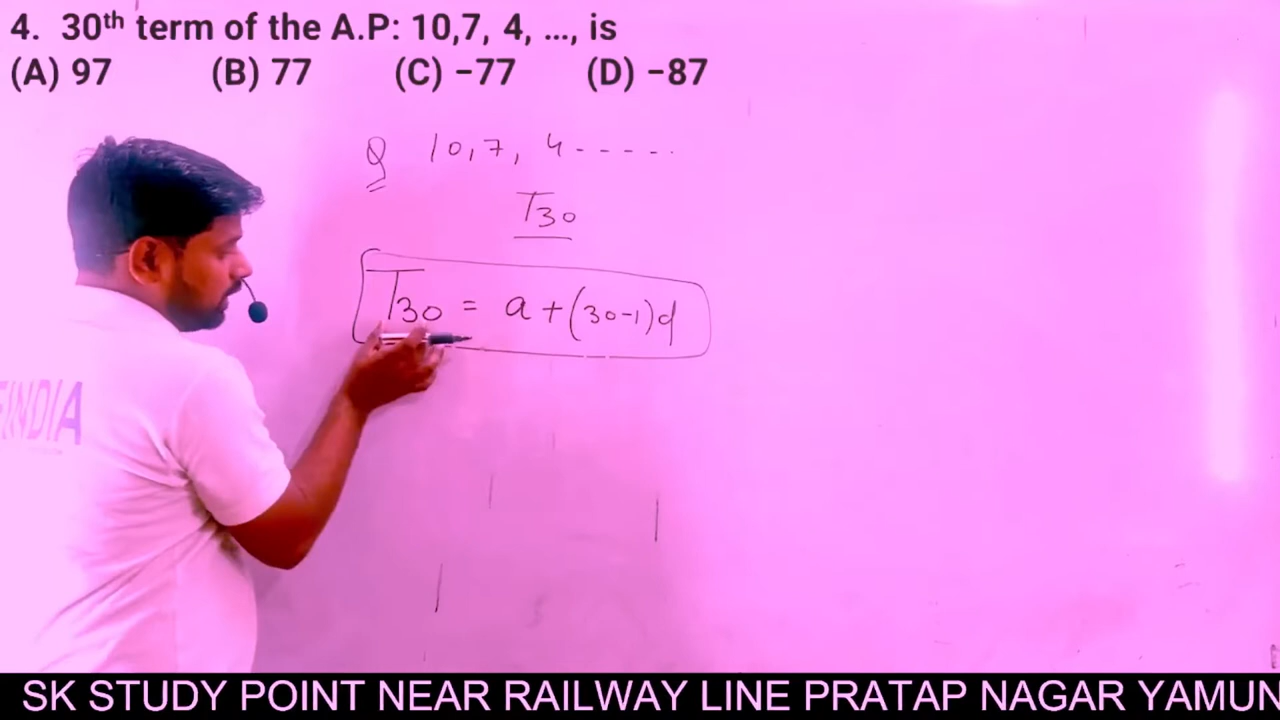 4. 30th term of the A.P: 10,7, 4, ..., is
(A) 97 (B) 77 (C) −77 (D) −87
Q 10,7, 4-----
T30
T30 = a+(30-1)d
INDIA
SK STUDY POINT NEAR RAILWAY LINE PRATAP NAGAR YAMUN